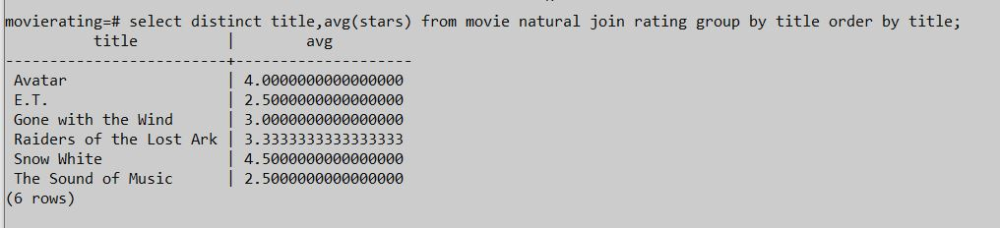 movierating=# select distinct title,avg(stars) from movie natural join rating group by title order by title;
          title          |        avg
-------------------------+--------------------
 Avatar                  | 4.0000000000000000
 E.T.                    | 2.5000000000000000
 Gone with the Wind      | 3.0000000000000000
 Raiders of the Lost Ark | 3.3333333333333333
 Snow White              | 4.5000000000000000
 The Sound of Music      | 2.5000000000000000
(6 rows)